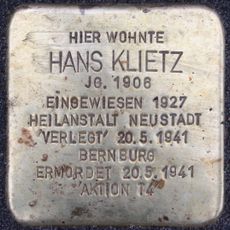 HIER WOHNTE
HANS KLIETZ
JG. 1906
EINGEWIESEN 1927
HEILANSTALT NEUSTADT
'VERLEGT' 20.5.1941
BERNBURG
ERMORDET 20.5.1941
'AKTION T4'